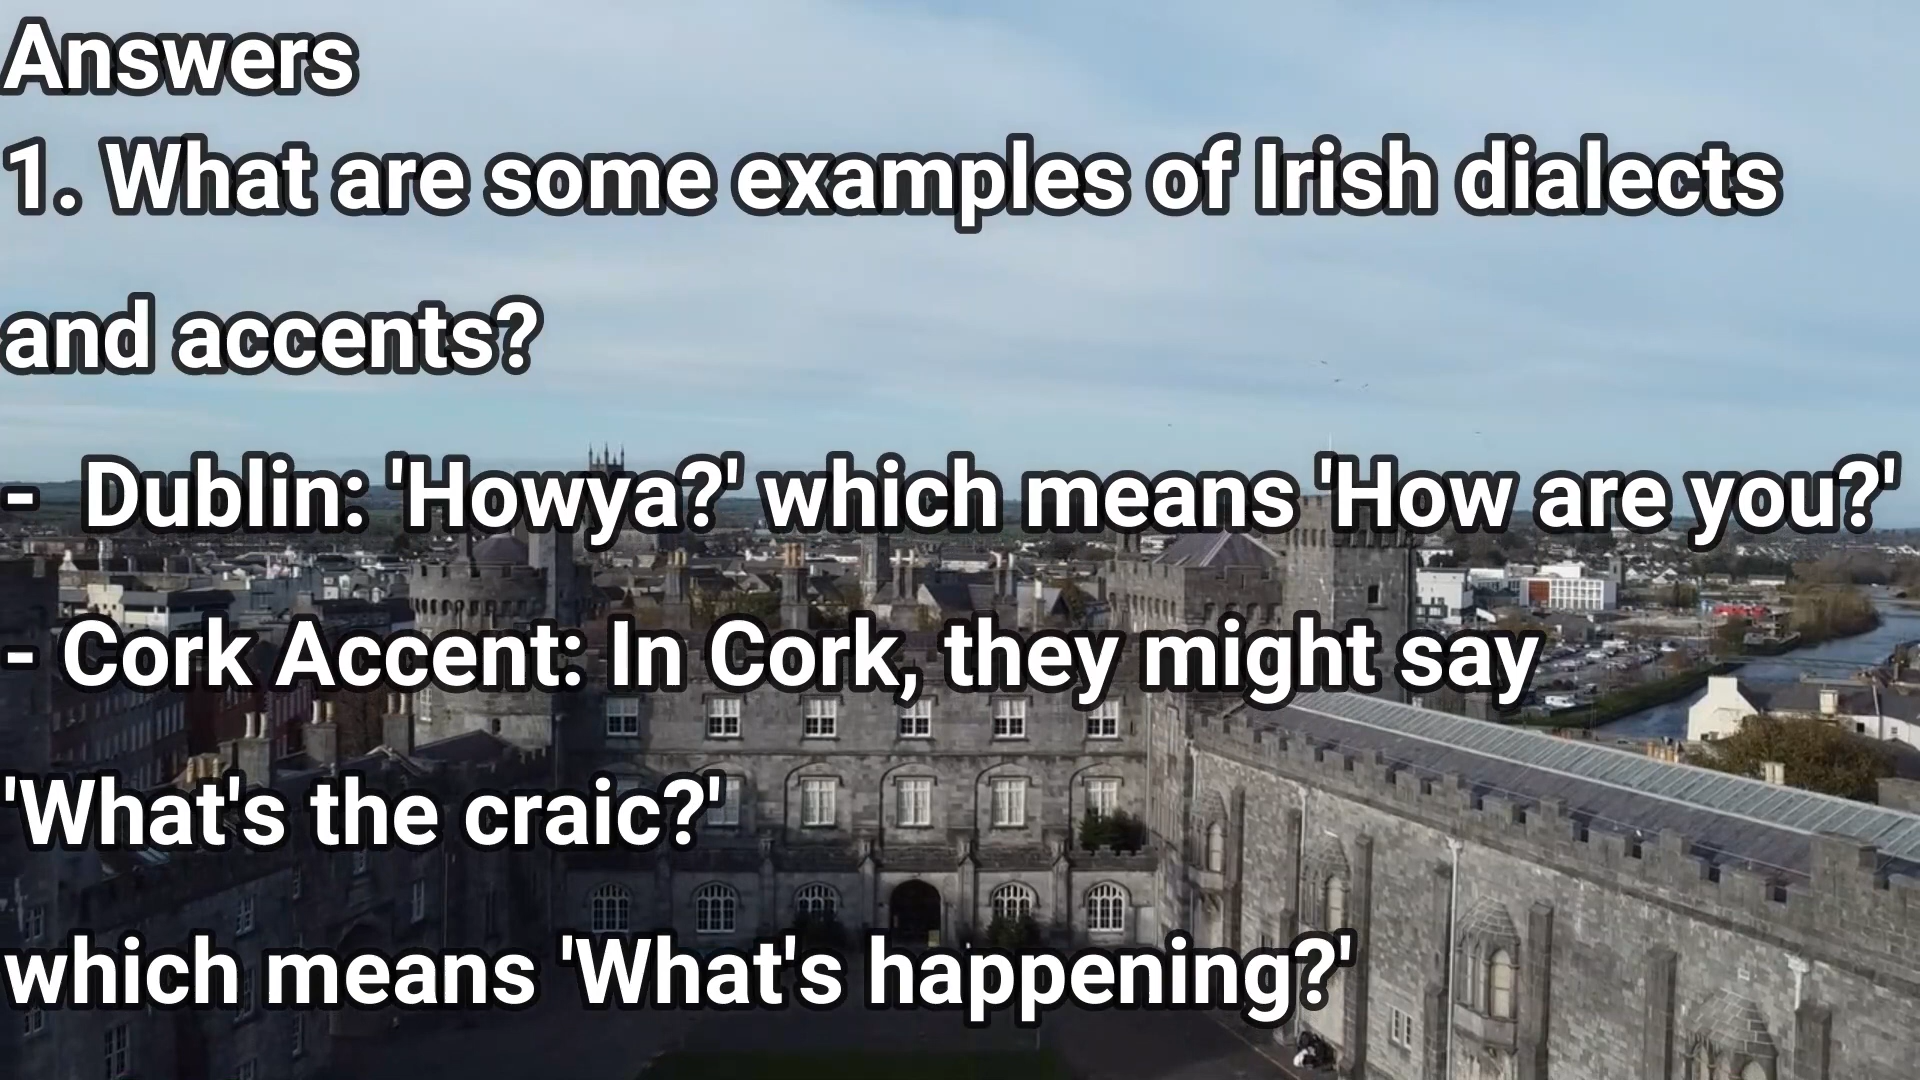 Answers
1. What are some examples of Irish dialects
and accents?
- Dublin: 'Howya?' which means 'How are you?'
- Cork Accent: In Cork, they might say
'What's the craic?'
which means 'What's happening?'